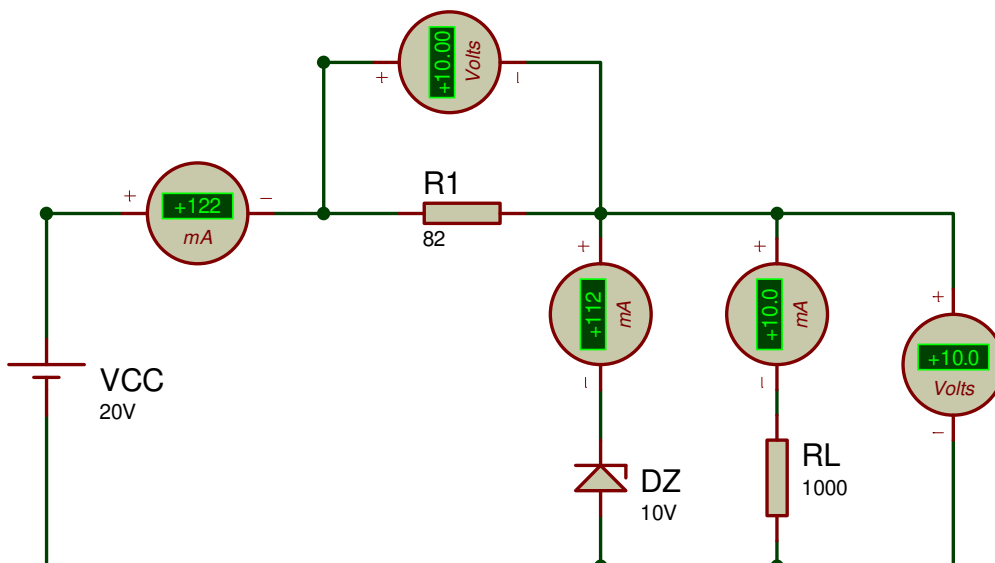 +10.00
Volts
+
-
R1
82
+
+122
mA
-
+
+112
mA
-
+
+10.0
mA
-
+
+10.0
Volts
-
VCC
20V
DZ
10V
RL
1000